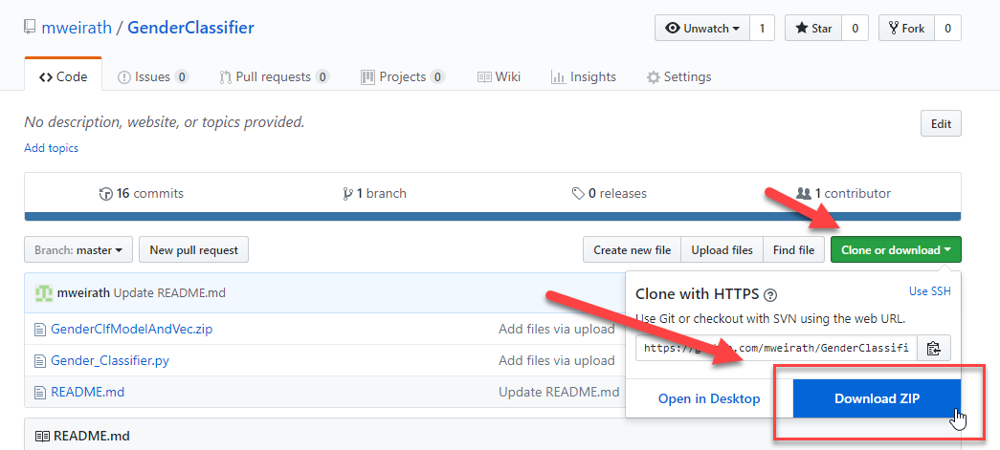 mweirath / GenderClassifier
Unwatch 1 Star 0 Fork 0
Code Issues 0 Pull requests 0 Projects 0 Wiki Insights Settings
No description, website, or topics provided. Edit
Add topics
16 commits 1 branch 0 releases 1 contributor
Branch: master New pull request Create new file Upload files Find file Clone or download
mweirath Update README.md
Clone with HTTPS Use SSH
Use Git or checkout with SVN using the web URL.
GenderClfModelAndVec.zip Add files via upload
.com/mweirath/GenderClassifi
Gender_Classifier.py Add files via upload
README.md Update README.md
Open in Desktop Download ZIP
README.md